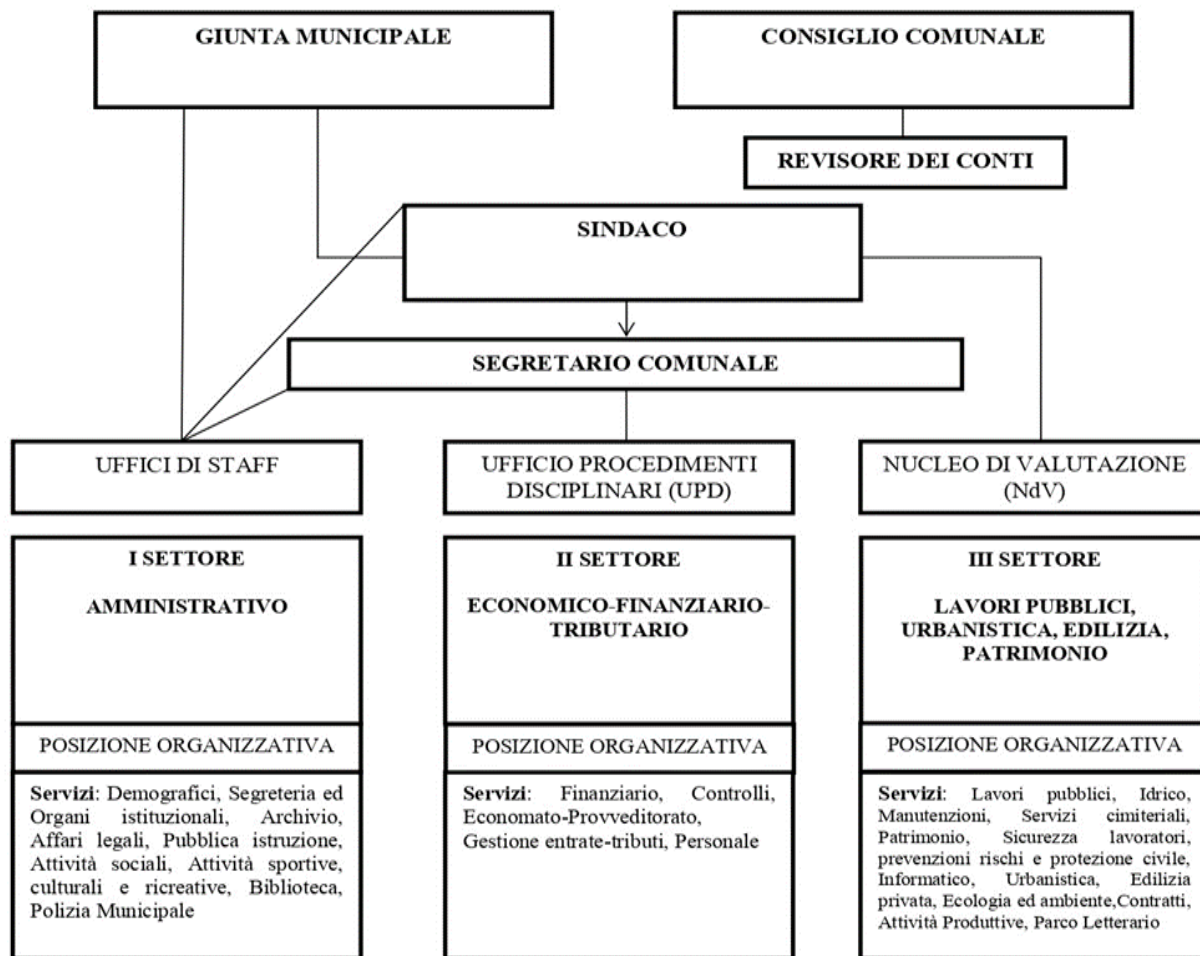 GIUNTA MUNICIPALE
CONSIGLIO COMUNALE
REVISORE DEI CONTI
SINDACO
SEGRETARIO COMUNALE
UFFICI DI STAFF
UFFICIO PROCEDIMENTI
DISCIPLINARI (UPD)
NUCLEO DI VALUTAZIONE
(NdV)
I SETTORE
AMMINISTRATIVO
POSIZIONE ORGANIZZATIVA
Servizi: Demografici, Segreteria ed
Organi istituzionali, Archivio,
Affari legali, Pubblica istruzione,
Attività sociali, Attività sportive,
culturali e ricreative, Biblioteca,
Polizia Municipale
II SETTORE
ECONOMICO-FINANZIARIO-
TRIBUTARIO
POSIZIONE ORGANIZZATIVA
Servizi: Finanziario, Controlli,
Economato-Provveditorato,
Gestione entrate-tributi, Personale
III SETTORE
LAVORI PUBBLICI,
URBANISTICA, EDILIZIA,
PATRIMONIO
POSIZIONE ORGANIZZATIVA
Servizi: Lavori pubblici, Idrico,
Manutenzioni, Servizi cimiteriali,
Patrimonio, Sicurezza lavoratori,
prevenzioni rischi e protezione civile,
Informatico, Urbanistica, Edilizia
privata, Ecologia ed ambiente,Contratti,
Attività Produttive, Parco Letterario